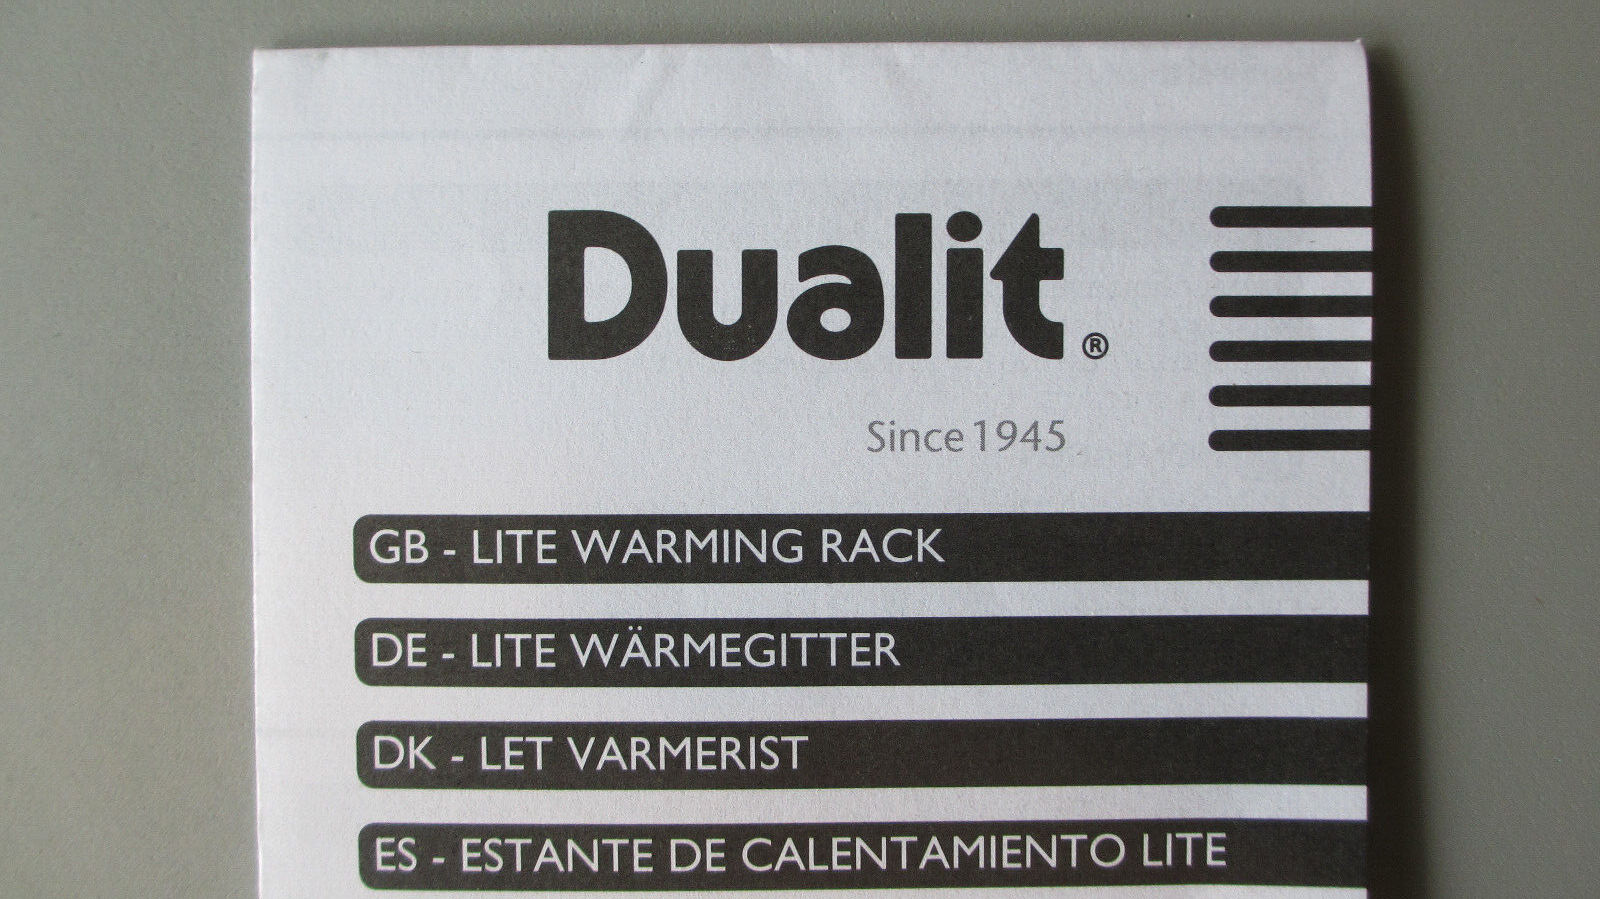 Dualit®
Since 1945
GB - LITE WARMING RACK
DE - LITE WÄRMEGITTER
DK - LET VARMERIST
ES - ESTANTE DE CALENTAMIENTO LITE